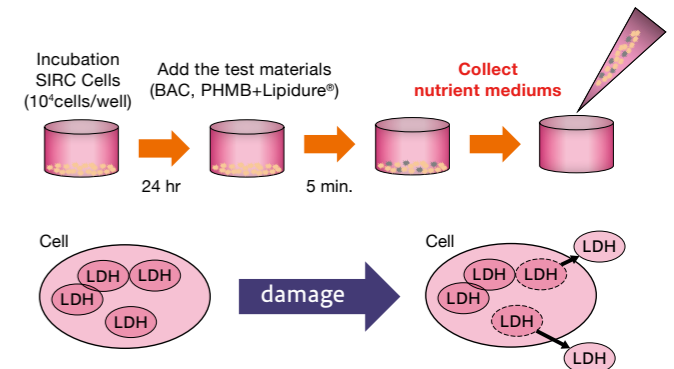 Incubation
SIRC Cells
(10⁴cells/well)
Add the test materials
(BAC, PHMB+Lipidure®)
Collect
nutrient mediums
24 hr
5 min.
Cell
LDH
LDH
LDH
LDH
damage
Cell
LDH
LDH
LDH
LDH
LDH
LDH